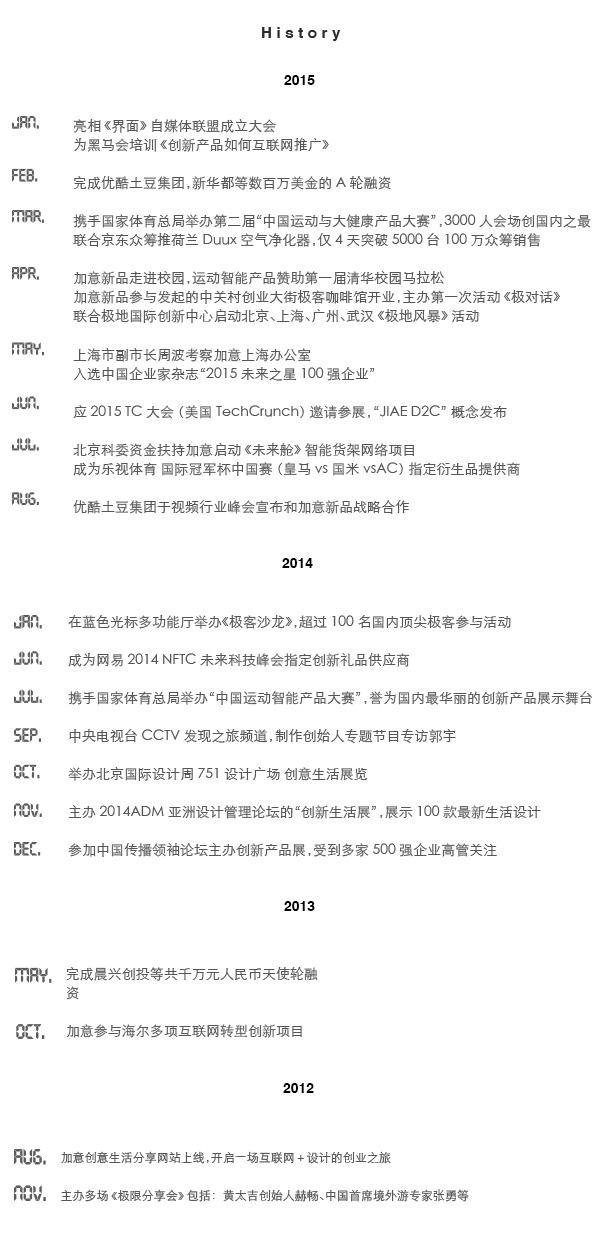 History
2015
JAN.
亮相《界面》自媒体联盟成立大会
为黑马会培训《创新产品如何互联网推广》
FEB.
完成优酷土豆集团，新华都等数百万美金的 A 轮融资
MAR.
携手国家体育总局举办第二届“中国运动与大健康产品大赛”，3000 人会场创国内之最
联合京东众筹推荷兰 Duux 空气净化器，仅 4 天突破 5000 台 100 万众筹销售
APR.
加意新品走进校园，运动智能产品赞助第一届清华校园马拉松
加意新品参与发起的中关村创业大街极客咖啡馆开业，主办第一次活动《极对话》
联合极地国际创新中心启动北京、上海、广州、武汉《极地风暴》活动
MAY.
上海市副市长周波考察加意上海办公室
入选中国企业家杂志“2015 未来之星 100 强企业”
JUN.
应 2015 TC 大会（美国 TechCrunch）邀请参展，“JIAE D2C” 概念发布
JUL.
北京科委资金扶持加意启动《未来舱》智能货架网络项目
成为乐视体育 国际冠军杯中国赛（皇马 vs 国米 vsAC）指定衍生品提供商
AUG.
优酷土豆集团于视频行业峰会宣布和加意新品战略合作
2014
JAN.
在蓝色光标多功能厅举办《极客沙龙》，超过 100 名国内顶尖极客参与活动
JUN.
成为网易 2014 NFTC 未来科技峰会指定创新礼品供应商
JUL.
携手国家体育总局举办“中国运动智能产品大赛”，誉为国内最华丽的创新产品展示舞台
SEP.
中央电视台 CCTV 发现之旅频道，制作创始人专题节目专访郭宇
OCT.
举办北京国际设计周 751 设计广场 创意生活展览
NOV.
主办 2014ADM 亚洲设计管理论坛的“创新生活展”，展示 100 款最新生活设计
DEC.
参加中国传播领袖论坛主办创新产品展，受到多家 500 强企业高管关注
2013
MAY.
完成晨兴创投等共千万元人民币天使轮融
资
OCT.
加意参与海尔多项互联网转型创新项目
2012
AUG.
加意创意生活分享网站上线，开启一场互联网 + 设计的创业之旅
NOV.
主办多场《极限分享会》包括：黄太吉创始人赫畅、中国首席境外游专家张勇等